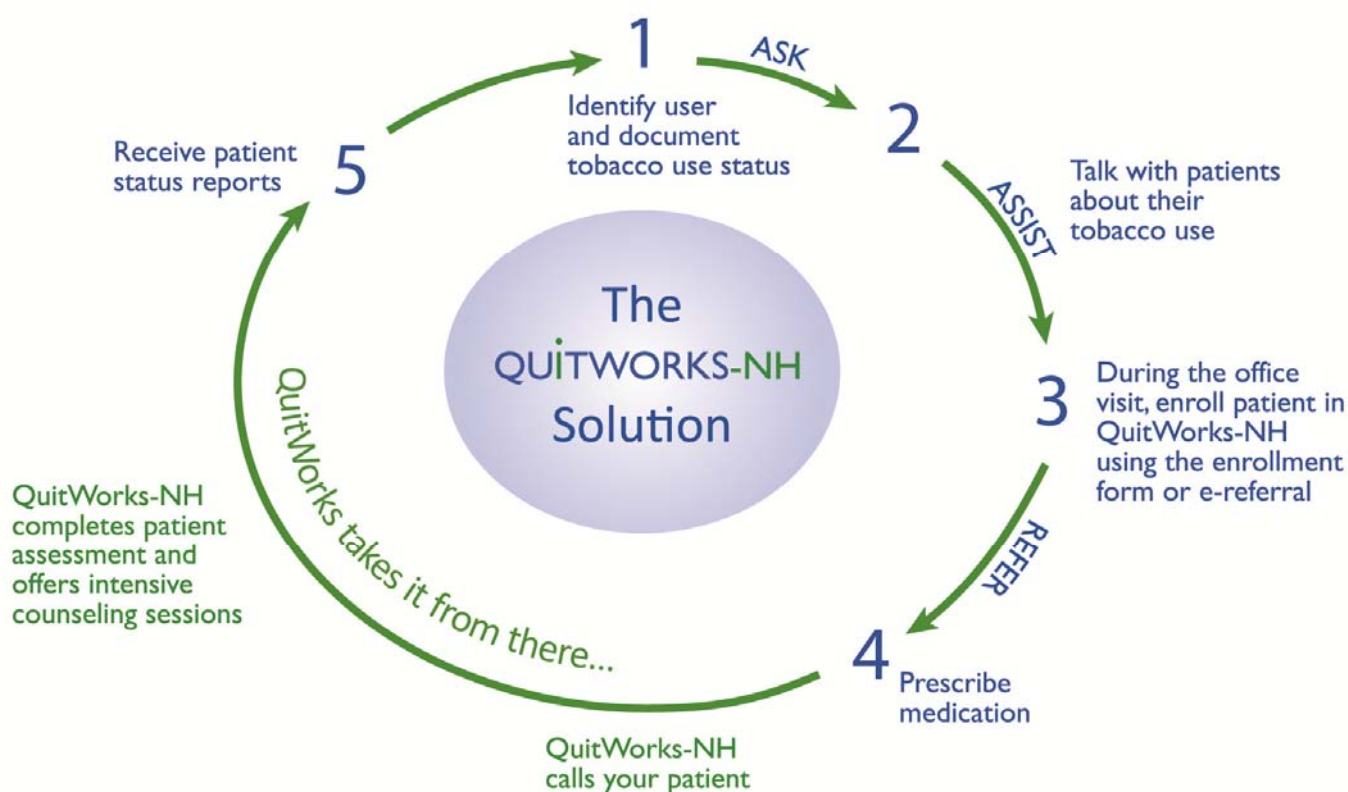 1
Identify user
and document
tobacco use status
ASK
2
Talk with patients
about their
tobacco use
ASSIST
3
During the office
visit, enroll patient in
QuitWorks-NH
using the enrollment
form or e-referral
REFER
4
Prescribe
medication
QuitWorks takes it from there...
QuitWorks-NH
calls your patient
QuitWorks-NH
completes patient
assessment and
offers intensive
counseling sessions
5
Receive patient
status reports
The
QUiTWORKS-NH
Solution